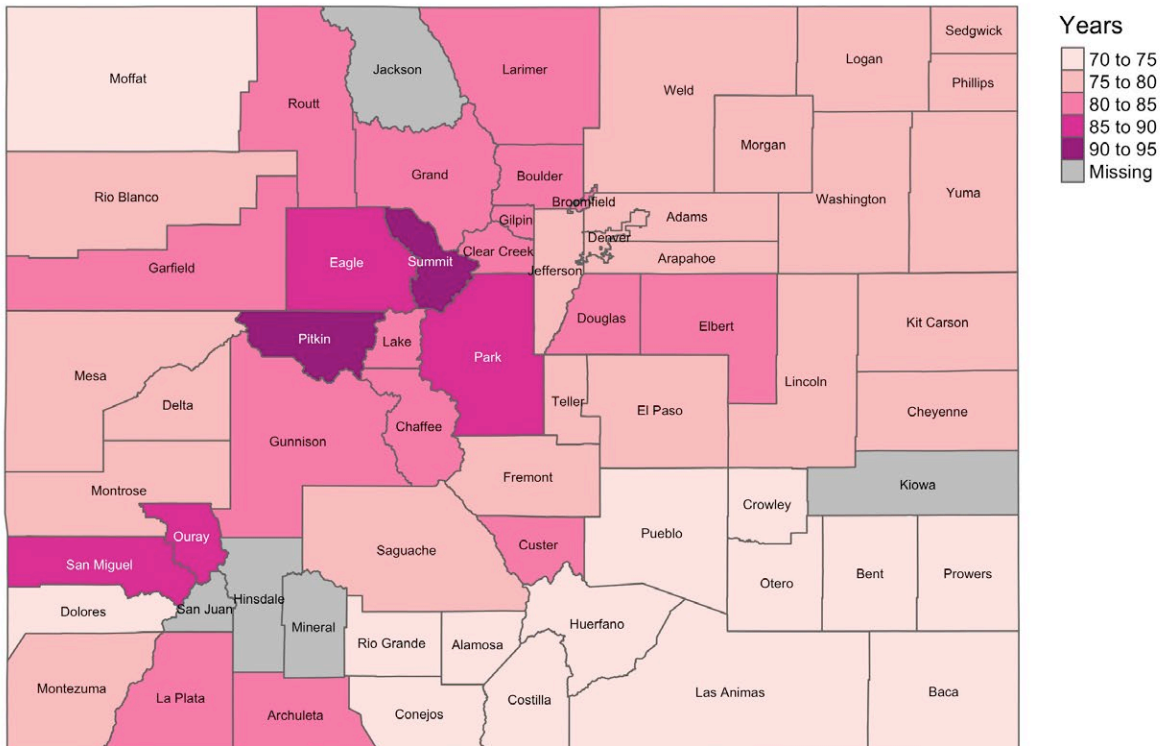 Years
70 to 75
75 to 80
80 to 85
85 to 90
90 to 95
Missing
Sedgwick
Logan
Jackson
Larimer
Moffat
Phillips
Weld
Routt
Morgan
Grand
Boulder
Yuma
Rio Blanco
Washington
Broomfield
Gilpin
Adams
Denver
Clear Creek
Arapahoe
Summit
Eagle
Garfield
Jefferson
Douglas
Elbert
Kit Carson
Pitkin
Lake
Park
Mesa
Lincoln
Delta
Teller
El Paso
Cheyenne
Chaffee
Gunnison
Fremont
Kiowa
Montrose
Crowley
Pueblo
Ouray
Custer
Saguache
San Miguel
Bent
Prowers
Otero
Hinsdale
San Juan
Dolores
Mineral
Huerfano
Rio Grande
Alamosa
Montezuma
La Plata
Costilla
Las Animas
Baca
Archuleta
Conejos